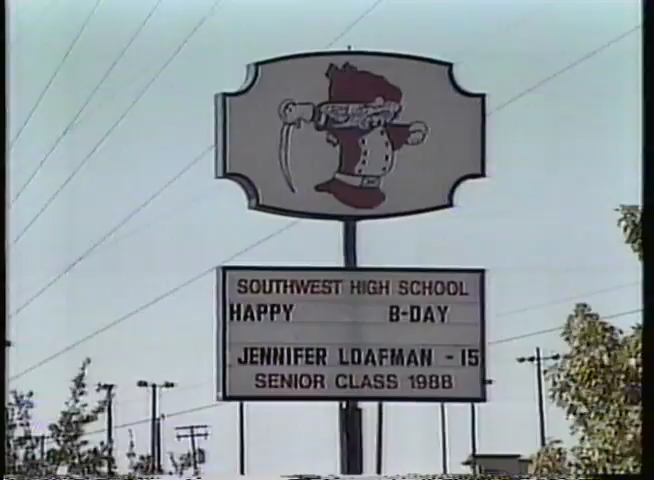 SOUTHWEST HIGH SCHOOL
HAPPY B-DAY
JENNIFER LOAFMAN - 15
SENIOR CLASS 1988